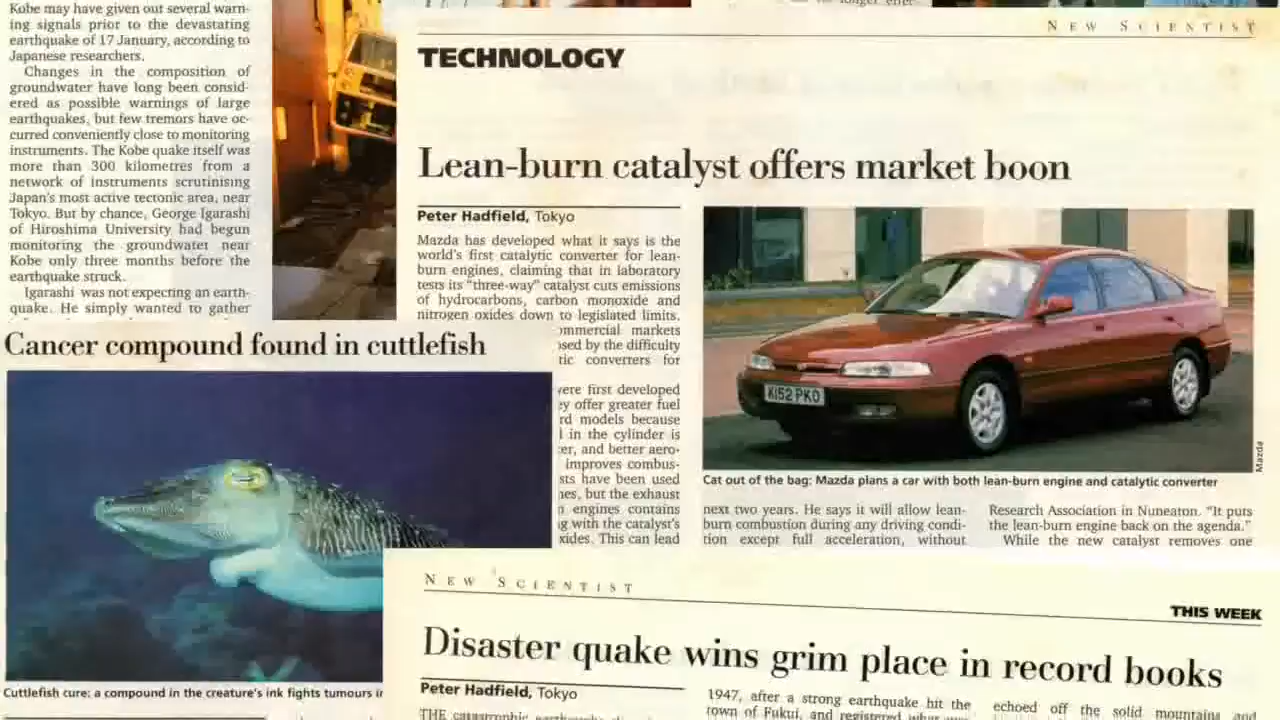 Kobe may have given out several warn-
ing signals prior to the devastating
earthquake of 17 January, according to
Japanese researchers.
Changes in the composition of
groundwater have long been consid-
ered as possible warnings of large
earthquakes, but few tremors have oc-
curred conveniently close to monitoring
instruments. The Kobe quake itself was
more than 300 kilometres from a
network of instruments scrutinising
Japan's most active tectonic area, near
Tokyo. But by chance, George Igarashi
of Hiroshima University had begun
monitoring the groundwater near
Kobe only three months before the
earthquake struck.
Igarashi was not expecting an earth-
quake. He simply wanted to gather
Cancer compound found in cuttlefish
Cuttlefish cure: a compound in the creature's ink fights tumours in
NEW SCIENTIST
TECHNOLOGY
Lean-burn catalyst offers market boon
Peter Hadfield, Tokyo
Mazda has developed what it says is the
world's first catalytic converter for lean-
burn engines, claiming that in laboratory
tests its "three-way" catalyst cuts emissions
of hydrocarbons, carbon monoxide and
nitrogen oxides down to legislated limits.
ommercial markets
sed by the difficulty
tic converters for
were first developed
ey offer greater fuel
rd models because
l in the cylinder is
er, and better aero-
improves combus-
sts have been used
nes, but the exhaust
engines contains
g with the catalyst's
xides. This can lead
K152 PKO
Mazda
Cat out of the bag: Mazda plans a car with both lean-burn engine and catalytic converter
next two years. He says it will allow lean-
burn combustion during any driving condi-
tion except full acceleration, without
Research Association in Nuneaton. "It puts
the lean-burn engine back on the agenda."
While the new catalyst removes one
NEW SCIENTIST
THIS WEEK
Disaster quake wins grim place in record books
Peter Hadfield, Tokyo
THE catastrophic earthquake
1947, after a strong earthquake hit the
town of Fukui, and registered what was
echoed off the solid mountains and